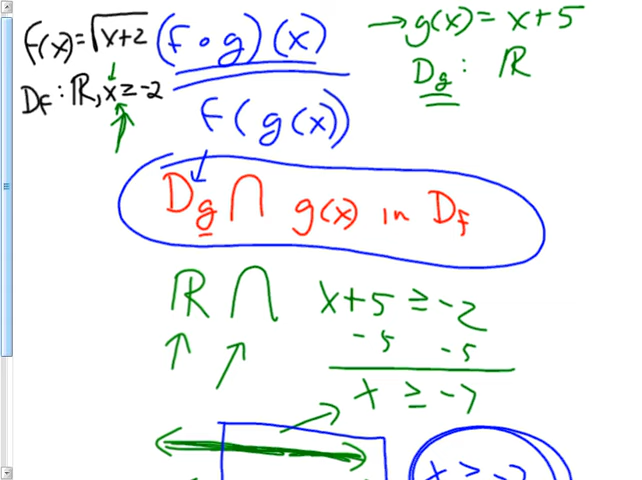 f(x)=√x+2 (f∘g)(x) → g(x)=x+5
Df: ℝ, x≥-2 Dg: ℝ
f(g(x))
Dg ∩ g(x) in Df
ℝ ∩ x+5 ≥ -2
-5 -5
x ≥ -7